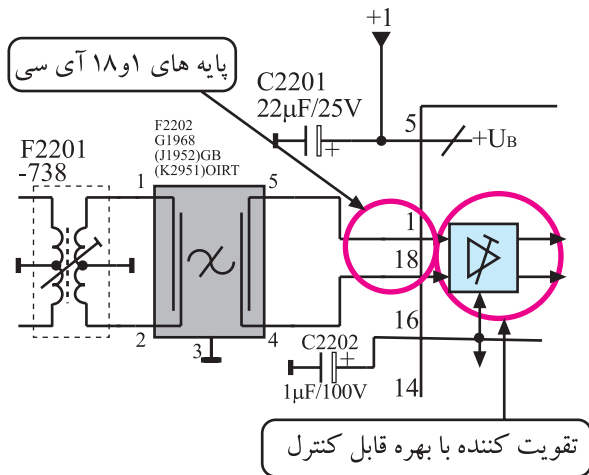 +1
پایه های ۱و۱۸ آی سی
C2201
22µF/25V
+
5
+UB
F2202
G1968
(J1952)GB
(K2951)OIRT
F2201
-738
1
5
1
18
2
3
4
16
C2202
+
1µF/100V
14
تقویت کننده با بهره قابل کنترل